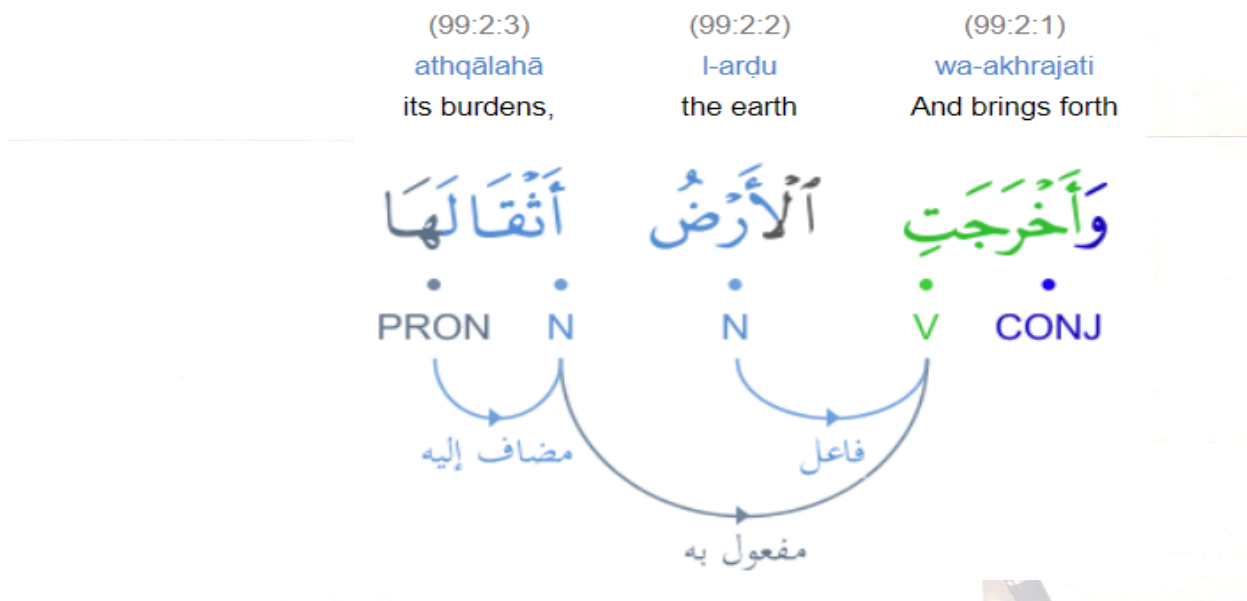 (99:2:3) (99:2:2) (99:2:1)
athqālahā l-arḍu wa-akhrajati
its burdens, the earth And brings forth
وَأَخْرَجَتِ ٱلْأَرْضُ أَثْقَالَهَا
PRON N N V CONJ
فاعل مضاف إليه
مفعول به